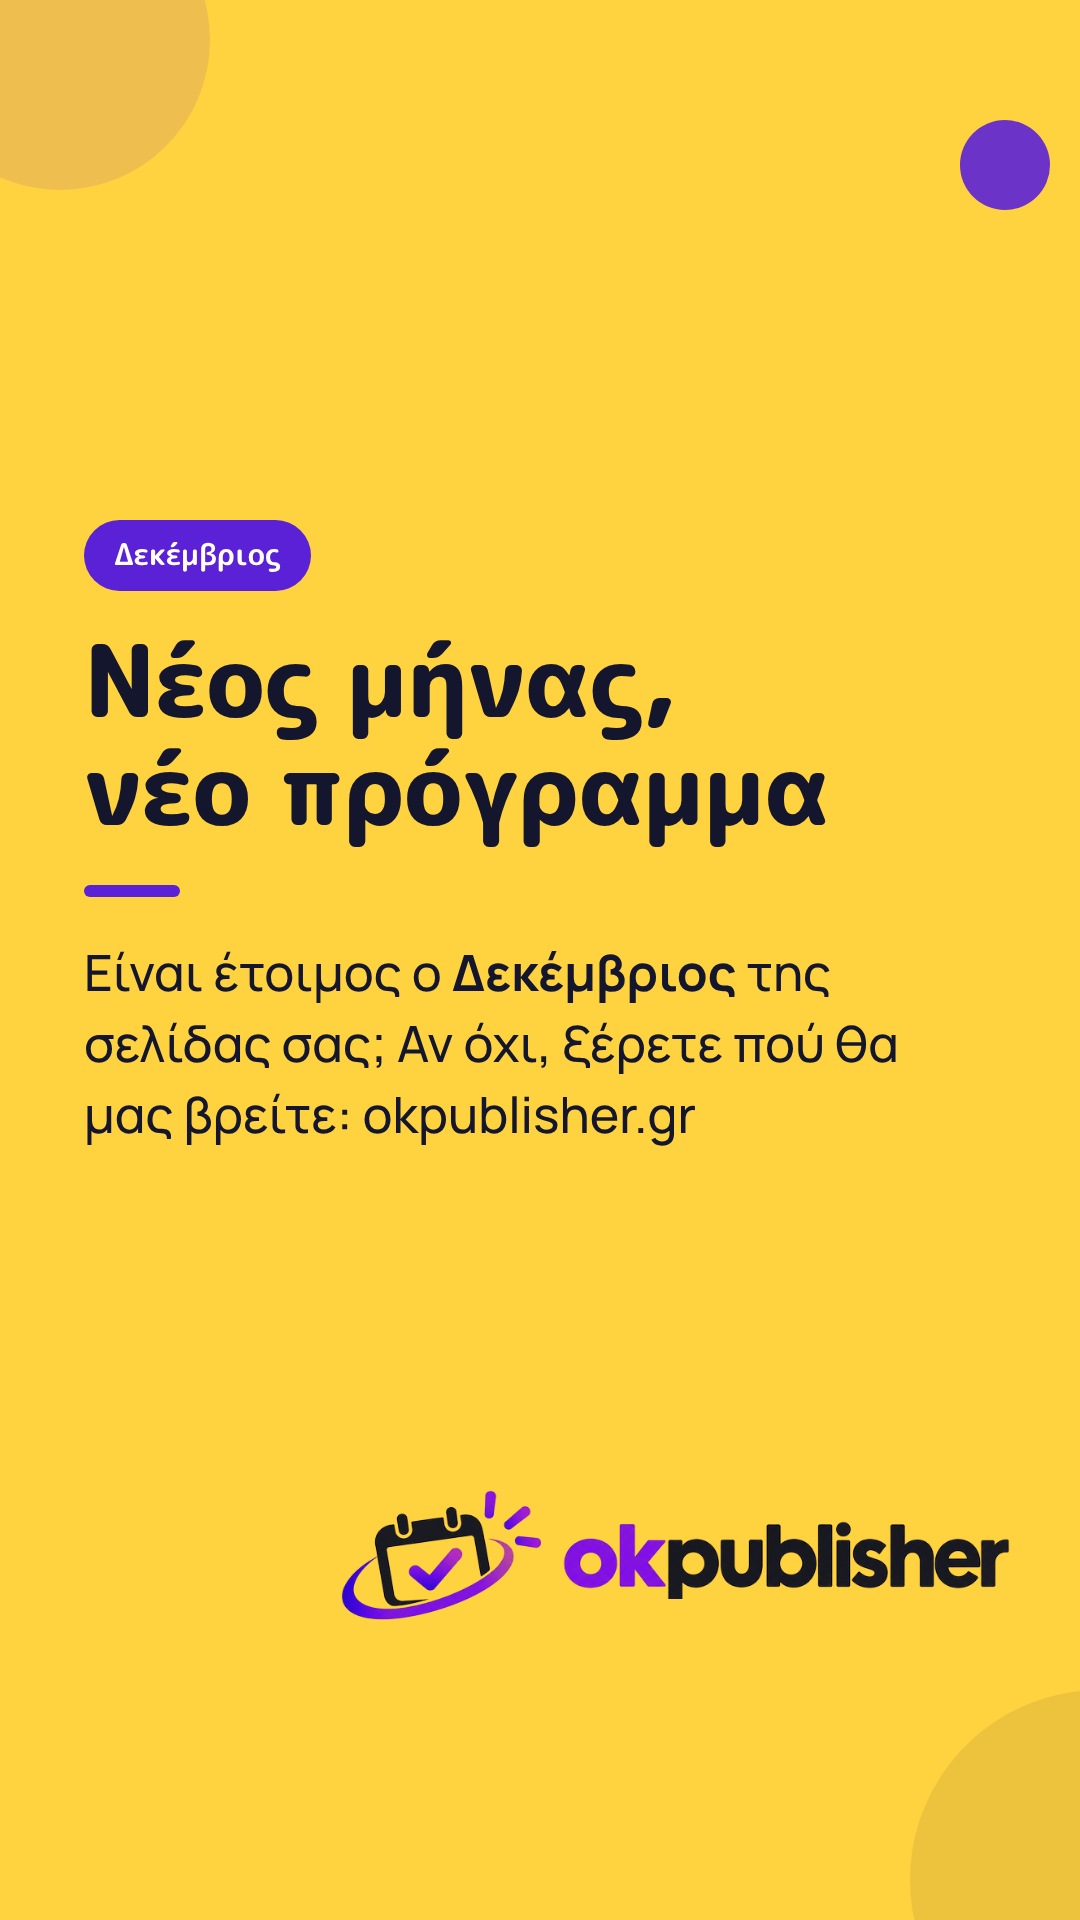 Δεκέμβριος
Νέος μήνας,
νέο πρόγραμμα
Είναι έτοιμος ο Δεκέμβριος της
σελίδας σας; Αν όχι, ξέρετε πού θα
μας βρείτε: okpublisher.gr
okpublisher